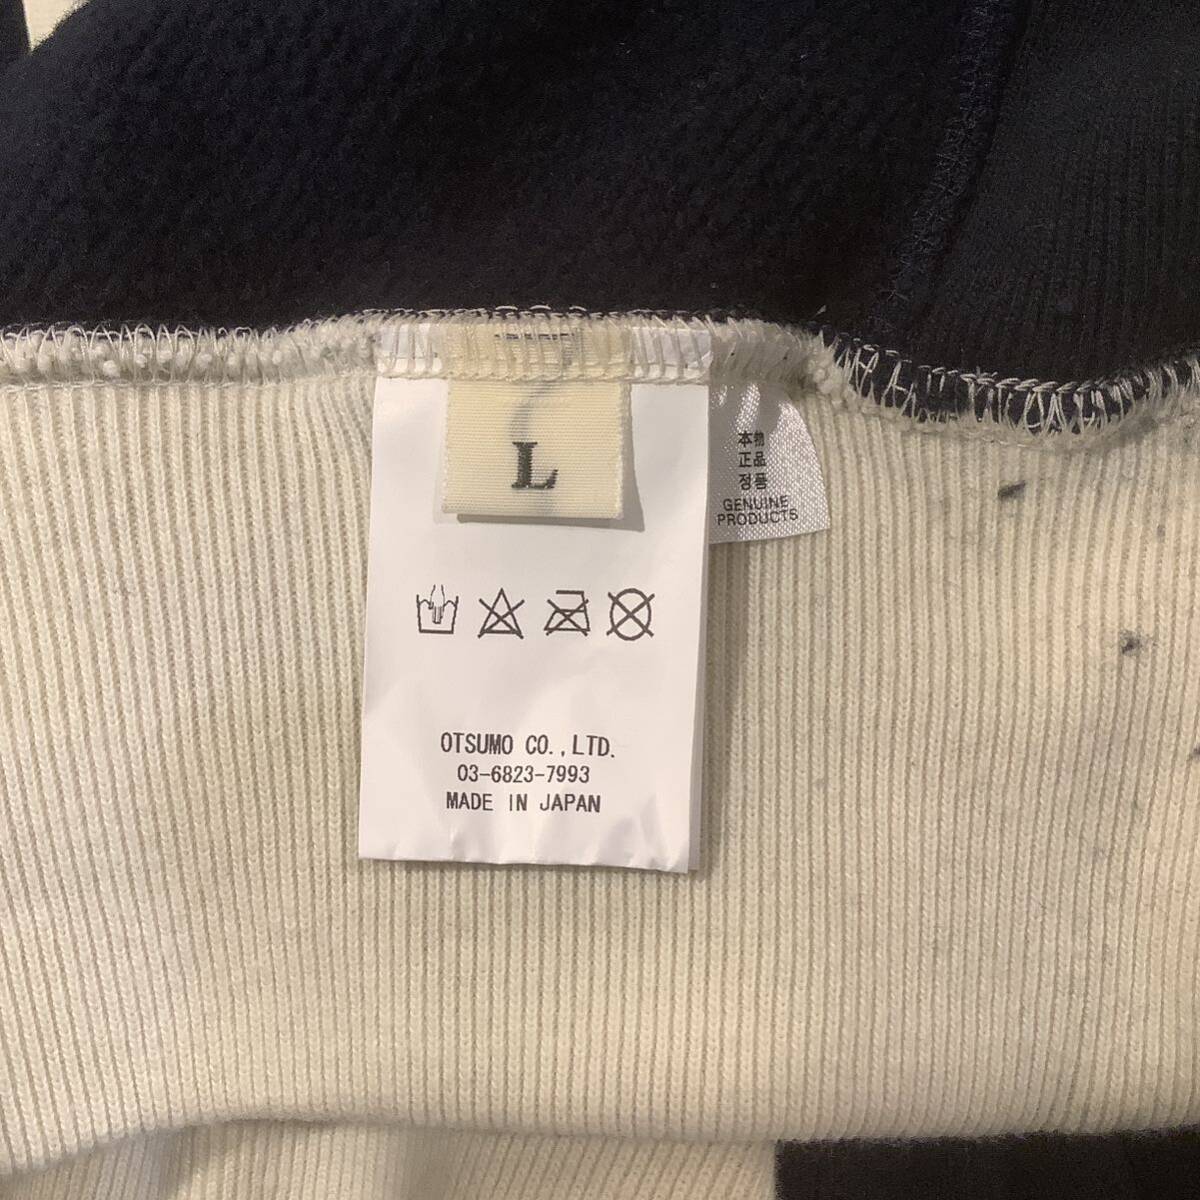 L
本物
正品
정품
GENUINE
PRODUCTS
OTSUMO CO.,LTD.
03-6823-7993
MADE IN JAPAN